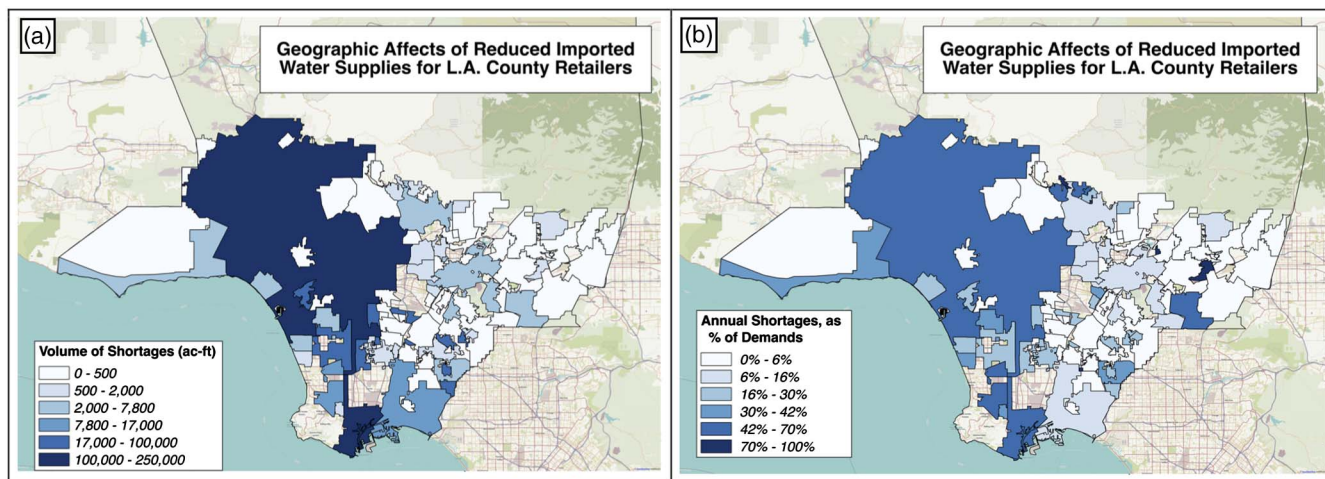 (a)
Geographic Affects of Reduced Imported
Water Supplies for L.A. County Retailers
Volume of Shortages (ac-ft)
0 - 500
500 - 2,000
2,000 - 7,800
7,800 - 17,000
17,000 - 100,000
100,000 - 250,000
(b)
Geographic Affects of Reduced Imported
Water Supplies for L.A. County Retailers
Annual Shortages, as
% of Demands
0% - 6%
6% - 16%
16% - 30%
30% - 42%
42% - 70%
70% - 100%